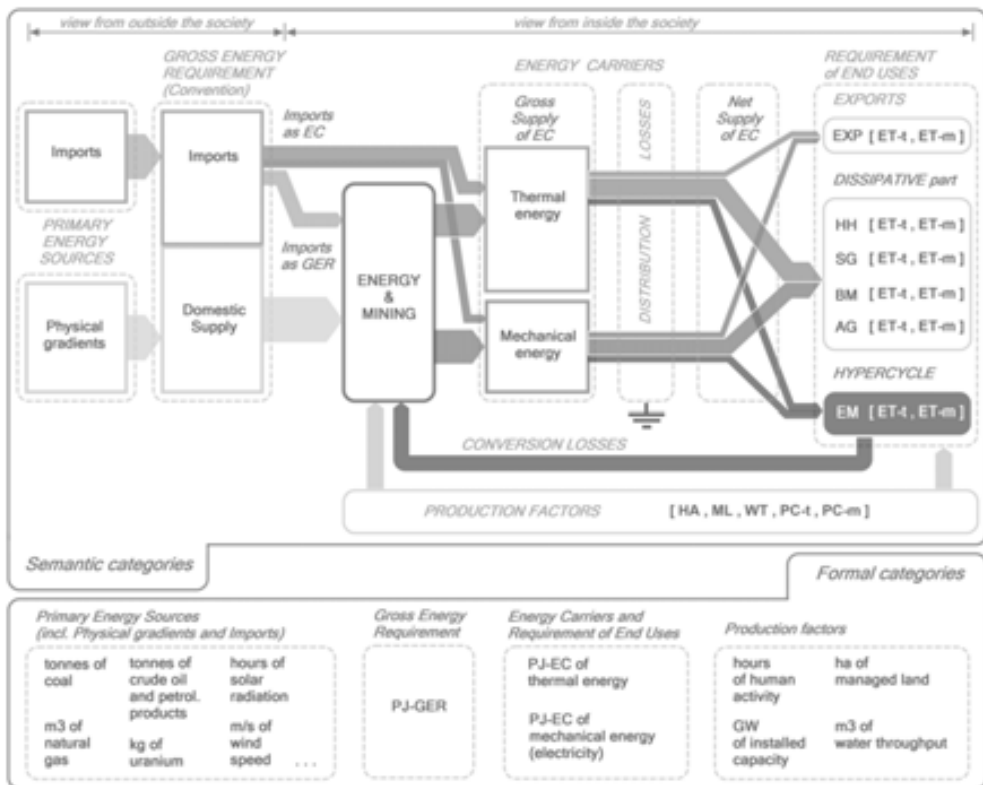 view from outside the society
view from inside the society
GROSS ENERGY
REQUIREMENT
(Convention)
ENERGY CARRIERS
REQUIREMENT
of END USES
Imports
as EC
Gross
Supply
of EC
LOSSES
Net
Supply
of EC
EXPORTS
Imports
Imports
EXP [ ET-t , ET-m ]
Thermal
energy
DISSIPATIVE part
PRIMARY
ENERGY
SOURCES
Imports
as GER
ENERGY
&
MINING
DISTRIBUTION
HH [ ET-t , ET-m ]
SG [ ET-t , ET-m ]
BM [ ET-t , ET-m ]
AG [ ET-t , ET-m ]
Physical
gradients
Domestic
Supply
Mechanical
energy
HYPERCYCLE
EM [ ET-t , ET-m ]
CONVERSION LOSSES
PRODUCTION FACTORS [ HA , ML , WT , PC-t , PC-m ]
Semantic categories
Formal categories
Primary Energy Sources
(incl. Physical gradients and Imports)
tonnes of
coal
tonnes of
crude oil
and petrol.
products
hours of
solar
radiation
m3 of
natural
gas
kg of
uranium
m/s of
wind
speed . . .
Gross Energy
Requirement
PJ-GER
Energy Carriers and
Requirement of End Uses
PJ-EC of
thermal energy
PJ-EC of
mechanical energy
(electricity)
Production factors
hours
of human
activity
ha of
managed land
GW
of installed
capacity
m3 of
water throughput